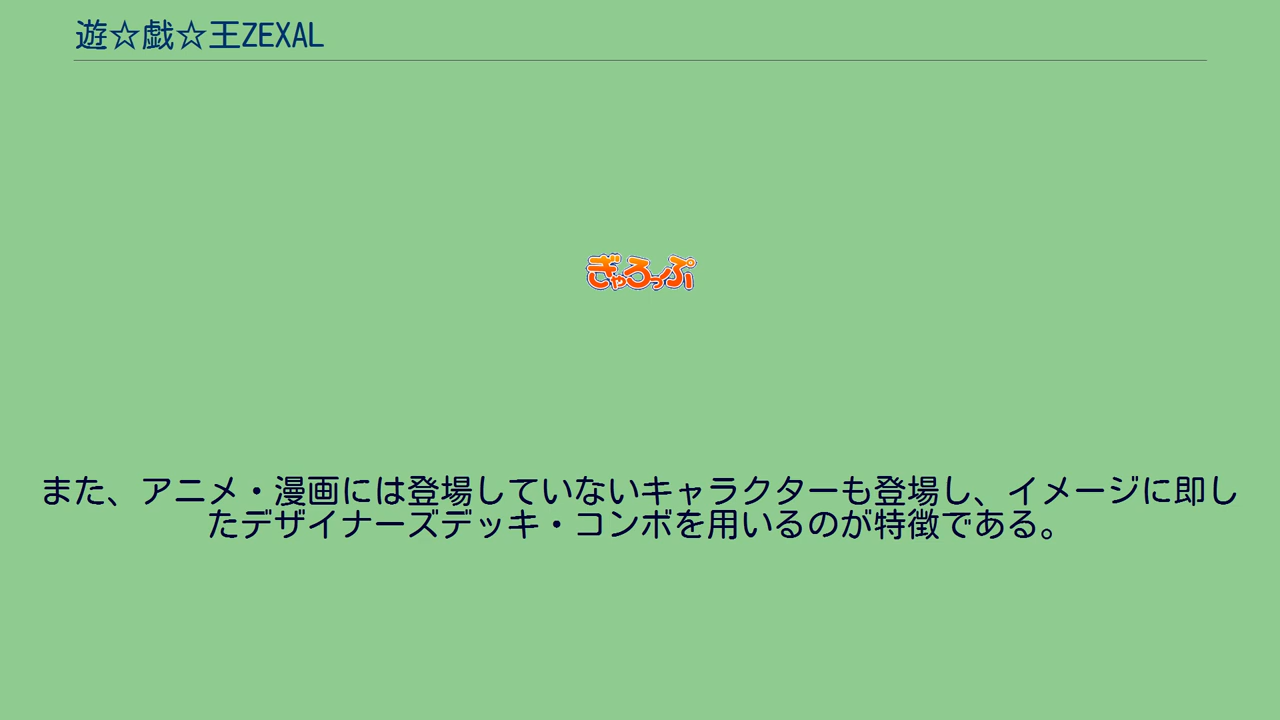 遊☆戯☆王ZEXAL
ぎゃろっぷ
また、アニメ・漫画には登場していないキャラクターも登場し、イメージに即し
たデザイナーズデッキ・コンボを用いるのが特徴である。